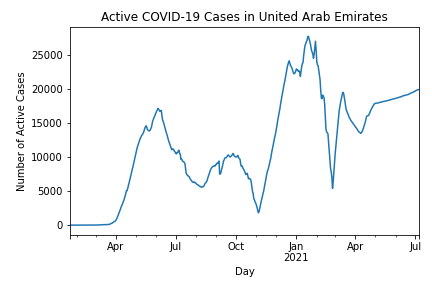 Active COVID-19 Cases in United Arab Emirates
Number of Active Cases
25000
20000
15000
10000
5000
0
Apr Jul Oct Jan Apr Jul
2021
Day